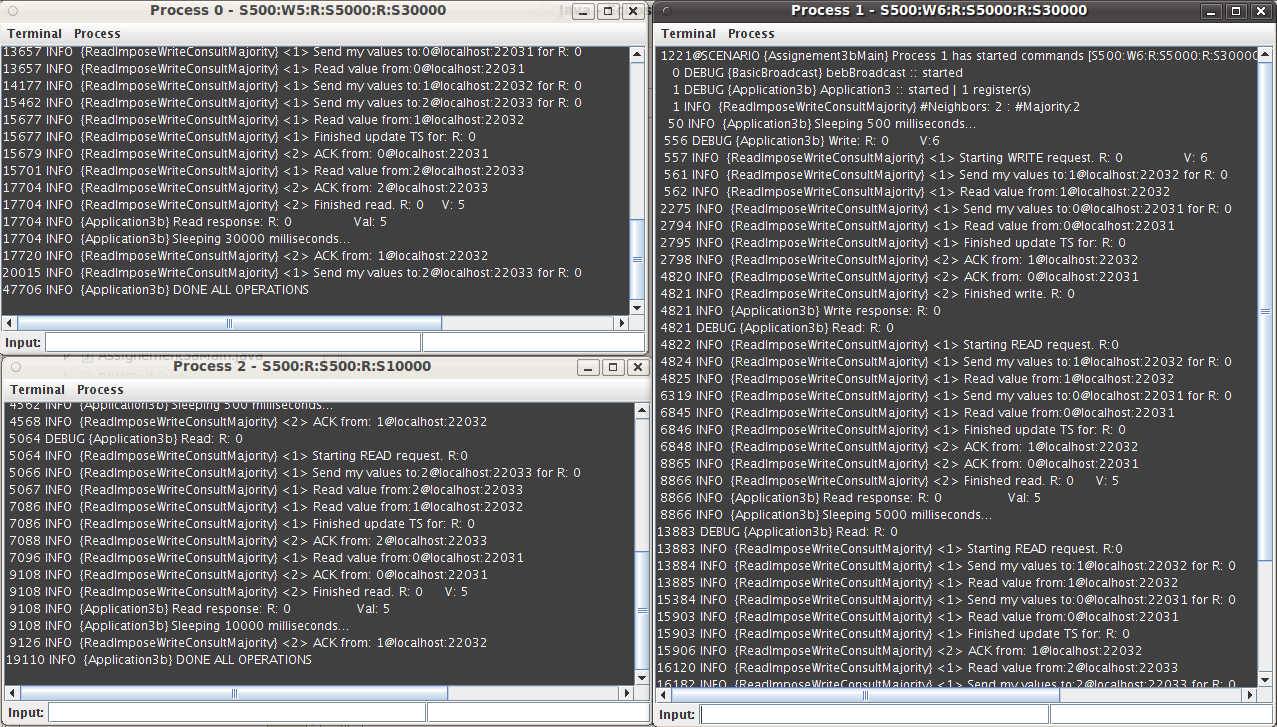 Process 0 - S500:W5:R:S5000:R:S30000
Terminal Process
13657 INFO {ReadImposeWriteConsultMajority} <1> Send my values to:0@localhost:22031 for R: 0
13657 INFO {ReadImposeWriteConsultMajority} <1> Read value from:0@localhost:22031
14177 INFO {ReadImposeWriteConsultMajority} <1> Send my values to:1@localhost:22032 for R: 0
15462 INFO {ReadImposeWriteConsultMajority} <1> Send my values to:2@localhost:22033 for R: 0
15677 INFO {ReadImposeWriteConsultMajority} <1> Read value from:1@localhost:22032
15677 INFO {ReadImposeWriteConsultMajority} <1> Finished update TS for: R: 0
15679 INFO {ReadImposeWriteConsultMajority} <2> ACK from: 0@localhost:22031
15701 INFO {ReadImposeWriteConsultMajority} <1> Read value from:2@localhost:22033
17704 INFO {ReadImposeWriteConsultMajority} <2> ACK from: 2@localhost:22033
17704 INFO {ReadImposeWriteConsultMajority} <2> Finished read. R: 0 V: 5
17704 INFO {Application3b} Read response: R: 0 Val: 5
17704 INFO {Application3b} Sleeping 30000 milliseconds...
17720 INFO {ReadImposeWriteConsultMajority} <2> ACK from: 1@localhost:22032
20015 INFO {ReadImposeWriteConsultMajority} <1> Send my values to:2@localhost:22033 for R: 0
47706 INFO {Application3b} DONE ALL OPERATIONS
Input:
Process 2 - S500:R:S500:R:S10000
Terminal Process
4562 INFO {Application3b} Sleeping 500 milliseconds...
4568 INFO {ReadImposeWriteConsultMajority} <2> ACK from: 1@localhost:22032
5064 DEBUG {Application3b} Read: R: 0
5064 INFO {ReadImposeWriteConsultMajority} <1> Starting READ request. R:0
5066 INFO {ReadImposeWriteConsultMajority} <1> Send my values to:2@localhost:22033 for R: 0
5067 INFO {ReadImposeWriteConsultMajority} <1> Read value from:2@localhost:22033
7086 INFO {ReadImposeWriteConsultMajority} <1> Read value from:1@localhost:22032
7086 INFO {ReadImposeWriteConsultMajority} <1> Finished update TS for: R: 0
7088 INFO {ReadImposeWriteConsultMajority} <2> ACK from: 2@localhost:22033
7096 INFO {ReadImposeWriteConsultMajority} <1> Read value from:0@localhost:22031
9108 INFO {ReadImposeWriteConsultMajority} <2> ACK from: 0@localhost:22031
9108 INFO {ReadImposeWriteConsultMajority} <2> Finished read. R: 0 V: 5
9108 INFO {Application3b} Read response: R: 0 Val: 5
9108 INFO {Application3b} Sleeping 10000 milliseconds...
9126 INFO {ReadImposeWriteConsultMajority} <2> ACK from: 1@localhost:22032
19110 INFO {Application3b} DONE ALL OPERATIONS
Input:
Process 1 - S500:W6:R:S5000:R:S30000
Terminal Process
1221@SCENARIO {Assignement3bMain} Process 1 has started commands [S500:W6:R:S5000:R:S30000
0 DEBUG {BasicBroadcast} bebBroadcast :: started
1 DEBUG {Application3b} Application3 :: started | 1 register(s)
1 INFO {ReadImposeWriteConsultMajority} #Neighbors: 2 : #Majority:2
50 INFO {Application3b} Sleeping 500 milliseconds...
556 DEBUG {Application3b} Write: R: 0 V:6
557 INFO {ReadImposeWriteConsultMajority} <1> Starting WRITE request. R: 0 V: 6
561 INFO {ReadImposeWriteConsultMajority} <1> Send my values to:1@localhost:22032 for R: 0
562 INFO {ReadImposeWriteConsultMajority} <1> Read value from:1@localhost:22032
2275 INFO {ReadImposeWriteConsultMajority} <1> Send my values to:0@localhost:22031 for R: 0
2794 INFO {ReadImposeWriteConsultMajority} <1> Read value from:0@localhost:22031
2795 INFO {ReadImposeWriteConsultMajority} <1> Finished update TS for: R: 0
2798 INFO {ReadImposeWriteConsultMajority} <2> ACK from: 1@localhost:22032
4820 INFO {ReadImposeWriteConsultMajority} <2> ACK from: 0@localhost:22031
4821 INFO {ReadImposeWriteConsultMajority} <2> Finished write. R: 0
4821 INFO {Application3b} Write response: R: 0
4821 DEBUG {Application3b} Read: R: 0
4822 INFO {ReadImposeWriteConsultMajority} <1> Starting READ request. R:0
4824 INFO {ReadImposeWriteConsultMajority} <1> Send my values to:1@localhost:22032 for R: 0
4825 INFO {ReadImposeWriteConsultMajority} <1> Read value from:1@localhost:22032
6319 INFO {ReadImposeWriteConsultMajority} <1> Send my values to:0@localhost:22031 for R: 0
6845 INFO {ReadImposeWriteConsultMajority} <1> Read value from:0@localhost:22031
6846 INFO {ReadImposeWriteConsultMajority} <1> Finished update TS for: R: 0
6848 INFO {ReadImposeWriteConsultMajority} <2> ACK from: 1@localhost:22032
8865 INFO {ReadImposeWriteConsultMajority} <2> ACK from: 0@localhost:22031
8866 INFO {ReadImposeWriteConsultMajority} <2> Finished read. R: 0 V: 5
8866 INFO {Application3b} Read response: R: 0 Val: 5
8866 INFO {Application3b} Sleeping 5000 milliseconds...
13883 DEBUG {Application3b} Read: R: 0
13883 INFO {ReadImposeWriteConsultMajority} <1> Starting READ request. R:0
13884 INFO {ReadImposeWriteConsultMajority} <1> Send my values to:1@localhost:22032 for R: 0
13885 INFO {ReadImposeWriteConsultMajority} <1> Read value from:1@localhost:22032
15384 INFO {ReadImposeWriteConsultMajority} <1> Send my values to:0@localhost:22031 for R: 0
15903 INFO {ReadImposeWriteConsultMajority} <1> Read value from:0@localhost:22031
15903 INFO {ReadImposeWriteConsultMajority} <1> Finished update TS for: R: 0
15906 INFO {ReadImposeWriteConsultMajority} <2> ACK from: 1@localhost:22032
16120 INFO {ReadImposeWriteConsultMajority} <1> Read value from:2@localhost:22033
16182 INFO {ReadImposeWriteConsultMajority} <1> Send my values to:2@localhost:22033 for R: 0
Input: